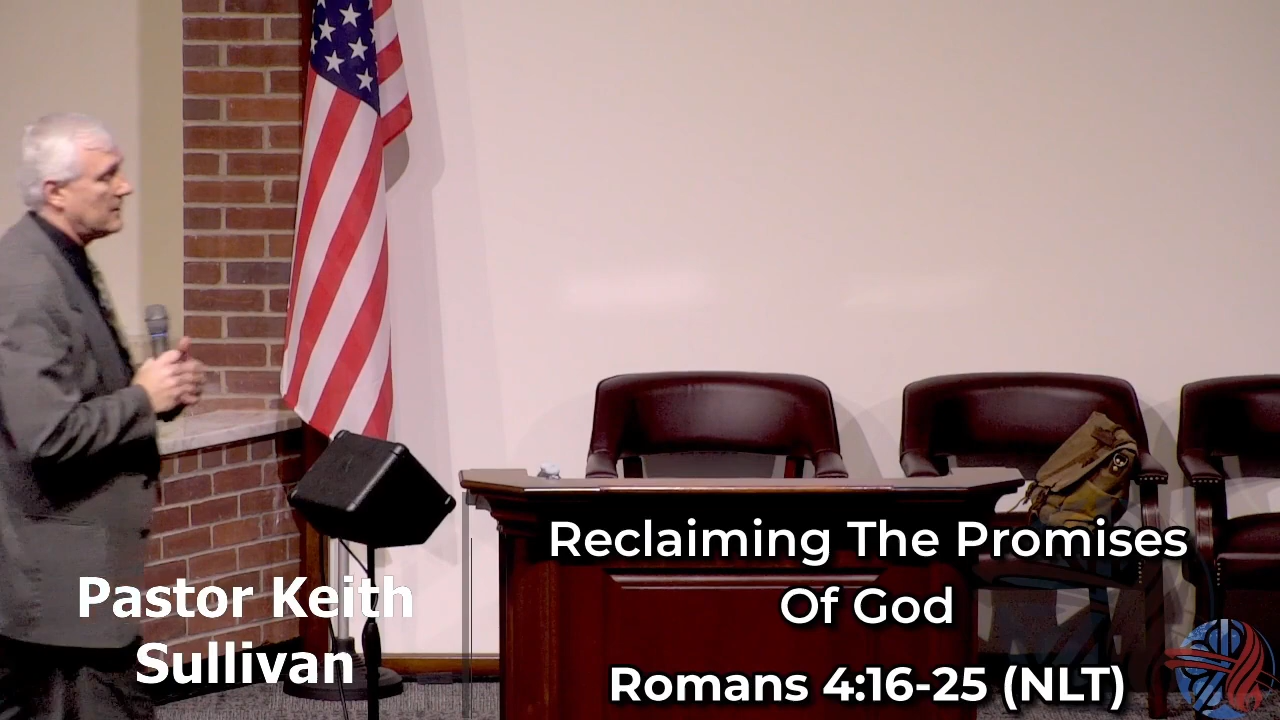 Pastor Keith
Sullivan
Reclaiming The Promises
Of God
Romans 4:16-25 (NLT)